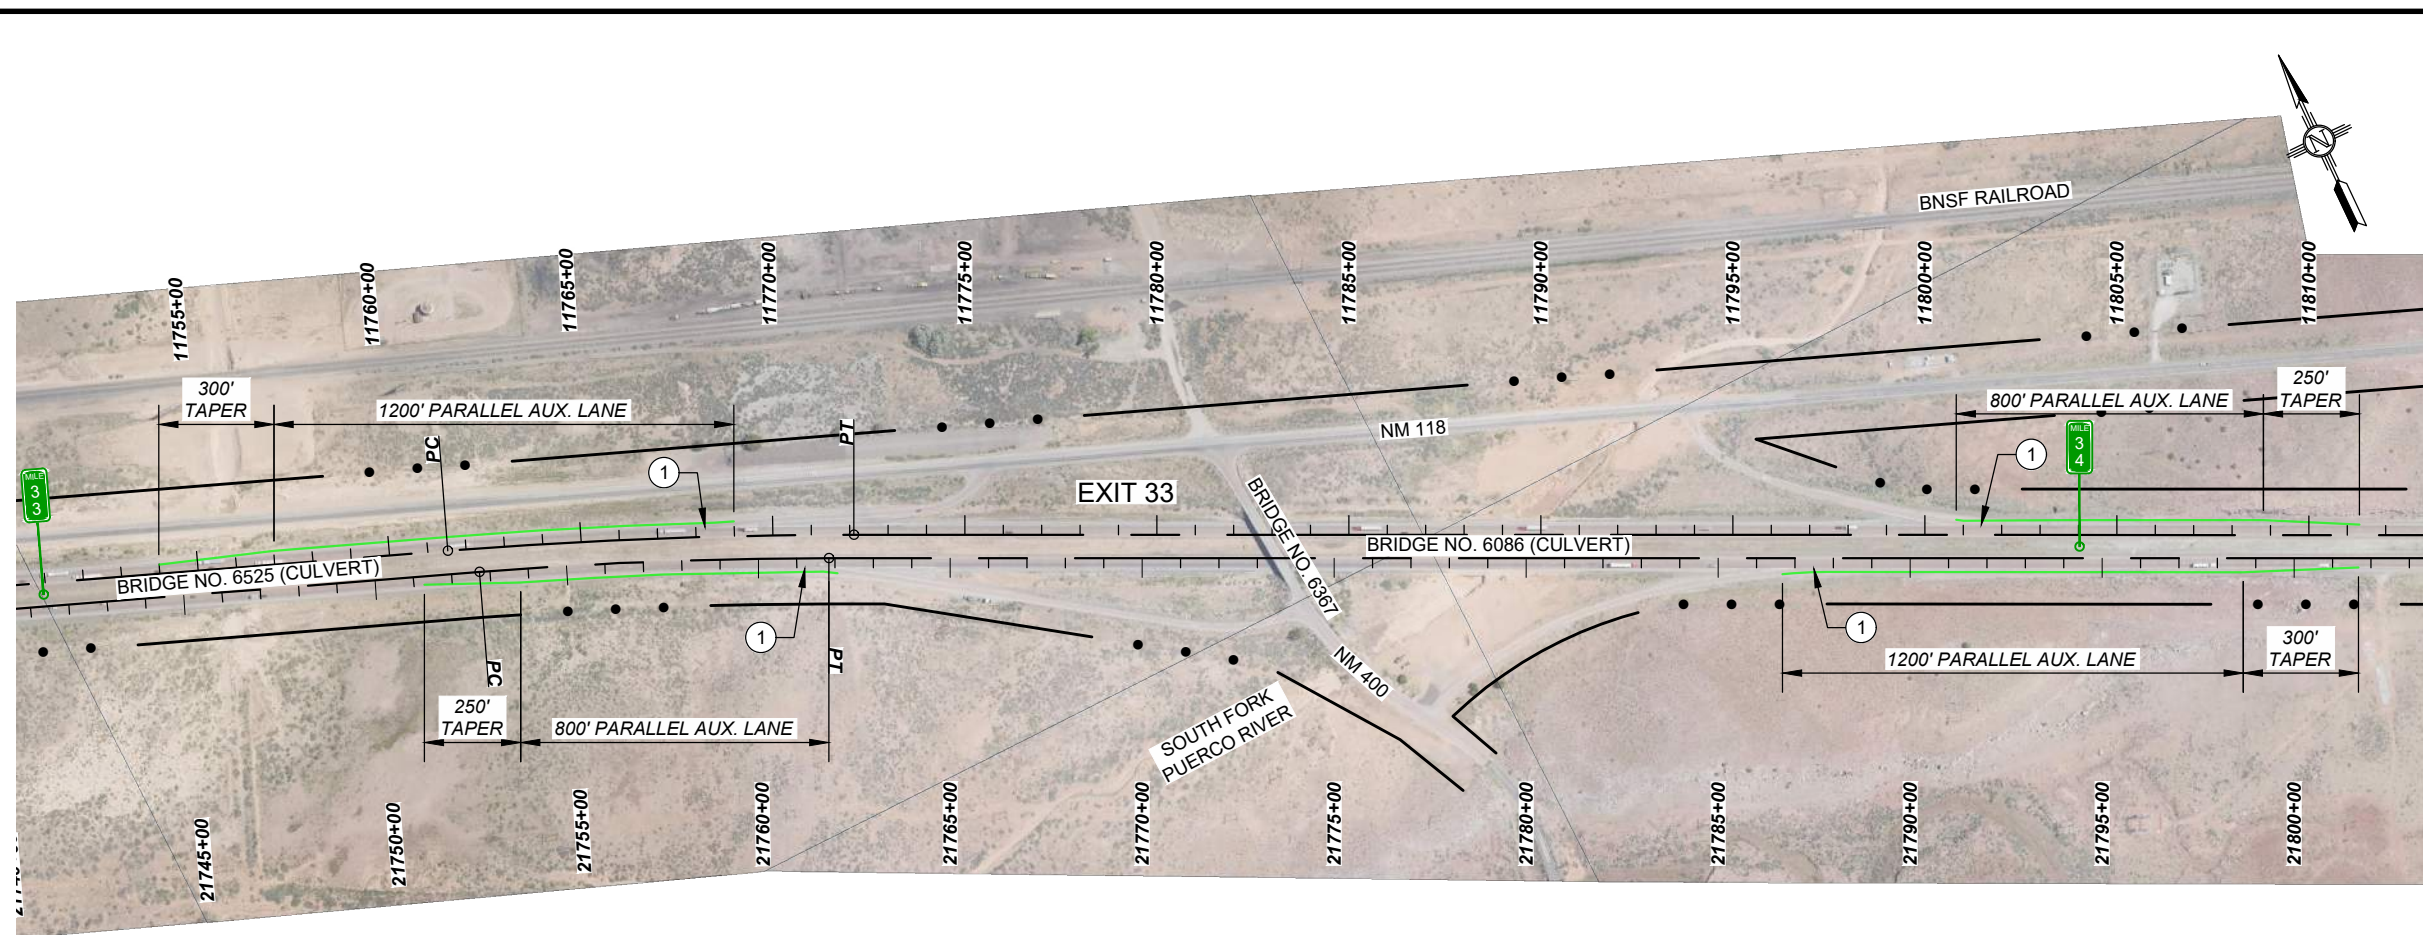 N
BNSF RAILROAD
11755+00
11760+00
11765+00
11770+00
11775+00
11780+00
11785+00
11790+00
11795+00
11800+00
11805+00
11810+00
300'
TAPER
1200' PARALLEL AUX. LANE
PC
PT
1
NM 118
EXIT 33
800' PARALLEL AUX. LANE
250'
TAPER
MILE
3
3
MILE
3
4
1
BRIDGE NO. 6525 (CULVERT)
BRIDGE NO. 6367
BRIDGE NO. 6086 (CULVERT)
1
1
PC
PT
NM 400
250'
TAPER
800' PARALLEL AUX. LANE
SOUTH FORK
PUERCO RIVER
1200' PARALLEL AUX. LANE
300'
TAPER
21745+00
21750+00
21755+00
21760+00
21765+00
21770+00
21775+00
21780+00
21785+00
21790+00
21795+00
21800+00